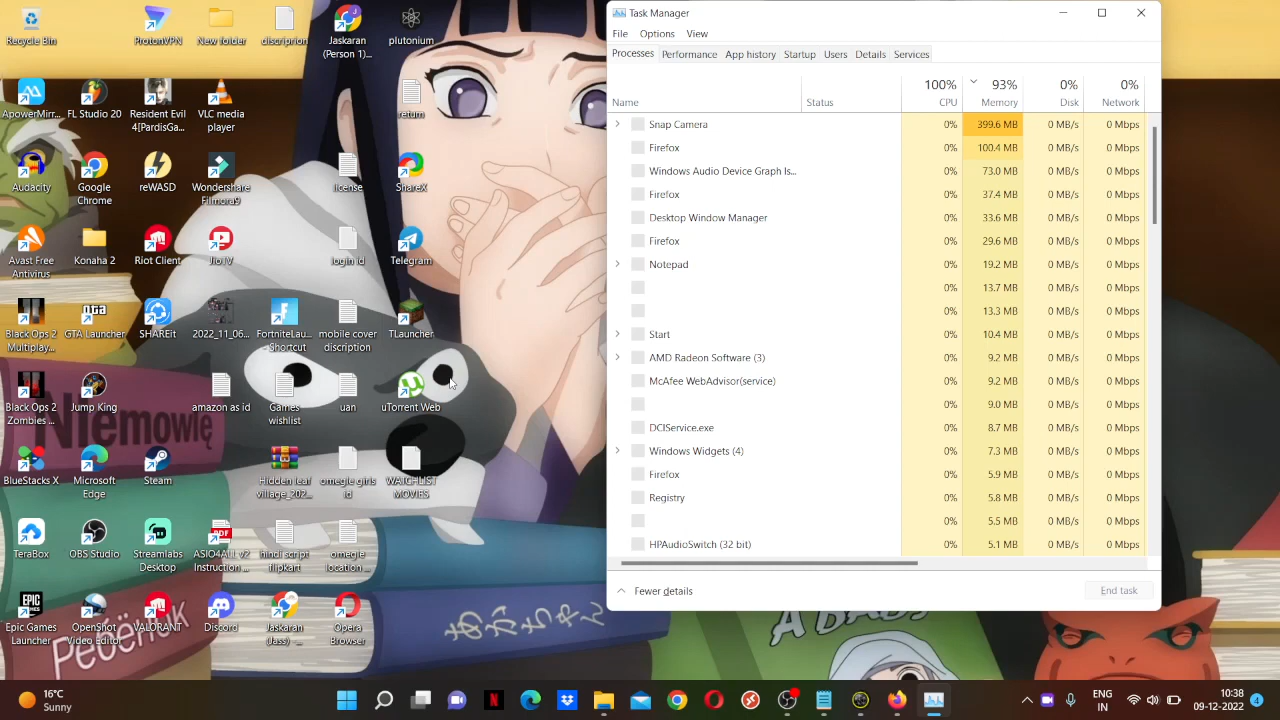 Recycle Bin
ProtonVPN
New folder
discription
Jaskaran
(Person 1)...
plutonium
ApowerMirr...
FL Studio 20
Resident Evil
4[PardisGa...
VLC media
player
return
Audacity
Google
Chrome
reWASD
Wondershare
Filmora9
license
ShareX
Avast Free
Antivirus
Konaha 2
Riot Client
JioTV
login id
Telegram
Black Ops 2
Multiplay...
GTA Launcher
SHAREit
2022_11_06...
FortniteLau...
- Shortcut
mobile cover
discription
TLauncher
Black Ops 2
Zombies ...
Jump King
amazon as id
Games
wishlist
uan
uTorrent Web
BlueStacks X
Microsoft
Edge
Steam
Hidden leaf
village_202...
omegle girls
id
WATCHLIST
MOVIES
TeraBox
OBS Studio
Streamlabs
Desktop
ASIO4ALL v2
Instruction ...
hindi script
flipkart
omegle
location ...
Epic Games
Launcher
OpenShot
Video Editor
VALORANT
Discord
Jaskaran
(Jass) - ...
Opera
Browser
Niemowię
Task Manager
File Options View
Processes Performance App history Startup Users Details Services
100% 93% 0% 0%
Name Status CPU Memory Disk Network
Snap Camera 0% 399.6 MB 0 MB/s 0 Mbps
Firefox 0% 100.4 MB 0 MB/s 0 Mbps
Windows Audio Device Graph Is... 0% 73.0 MB 0 MB/s 0 Mbps
Firefox 0% 37.4 MB 0 MB/s 0 Mbps
Desktop Window Manager 0% 33.6 MB 0 MB/s 0 Mbps
Firefox 0% 29.6 MB 0 MB/s 0 Mbps
Notepad 0% 19.2 MB 0 MB/s 0 Mbps
0% 13.7 MB 0 MB/s 0 Mbps
0% 13.3 MB 0 MB/s 0 Mbps
Start 0% 10.4 MB 0 MB/s 0 Mbps
AMD Radeon Software (3) 0% 9.2 MB 0 MB/s 0 Mbps
McAfee WebAdvisor(service) 0% 9.2 MB 0 MB/s 0 Mbps
0% 9.0 MB 0 MB/s 0 Mbps
DCIService.exe 0% 8.7 MB 0 MB/s 0 Mbps
Windows Widgets (4) 0% 7.2 MB 0 MB/s 0 Mbps
Firefox 0% 5.9 MB 0 MB/s 0 Mbps
Registry 0% 5.8 MB 0 MB/s 0 Mbps
0% 5.5 MB 0 MB/s 0 Mbps
HPAudioSwitch (32 bit) 0% 5.1 MB 0 MB/s 0 Mbps
Fewer details
End task
16°C
Sunny
ENG
IN
10:38
09-12-2022
4